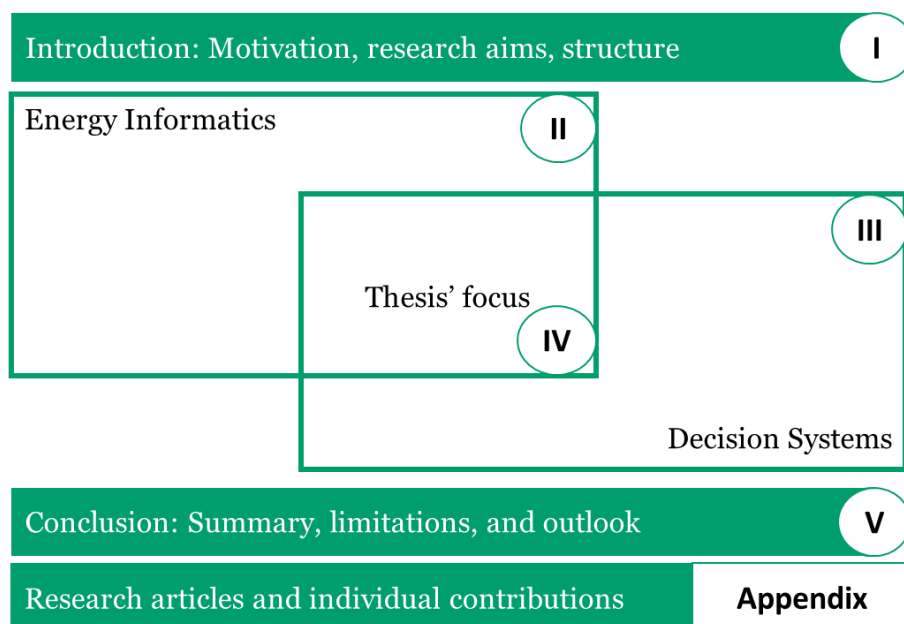 Introduction: Motivation, research aims, structure
I
Energy Informatics
II
III
Thesis’ focus
IV
Decision Systems
Conclusion: Summary, limitations, and outlook
V
Research articles and individual contributions
Appendix